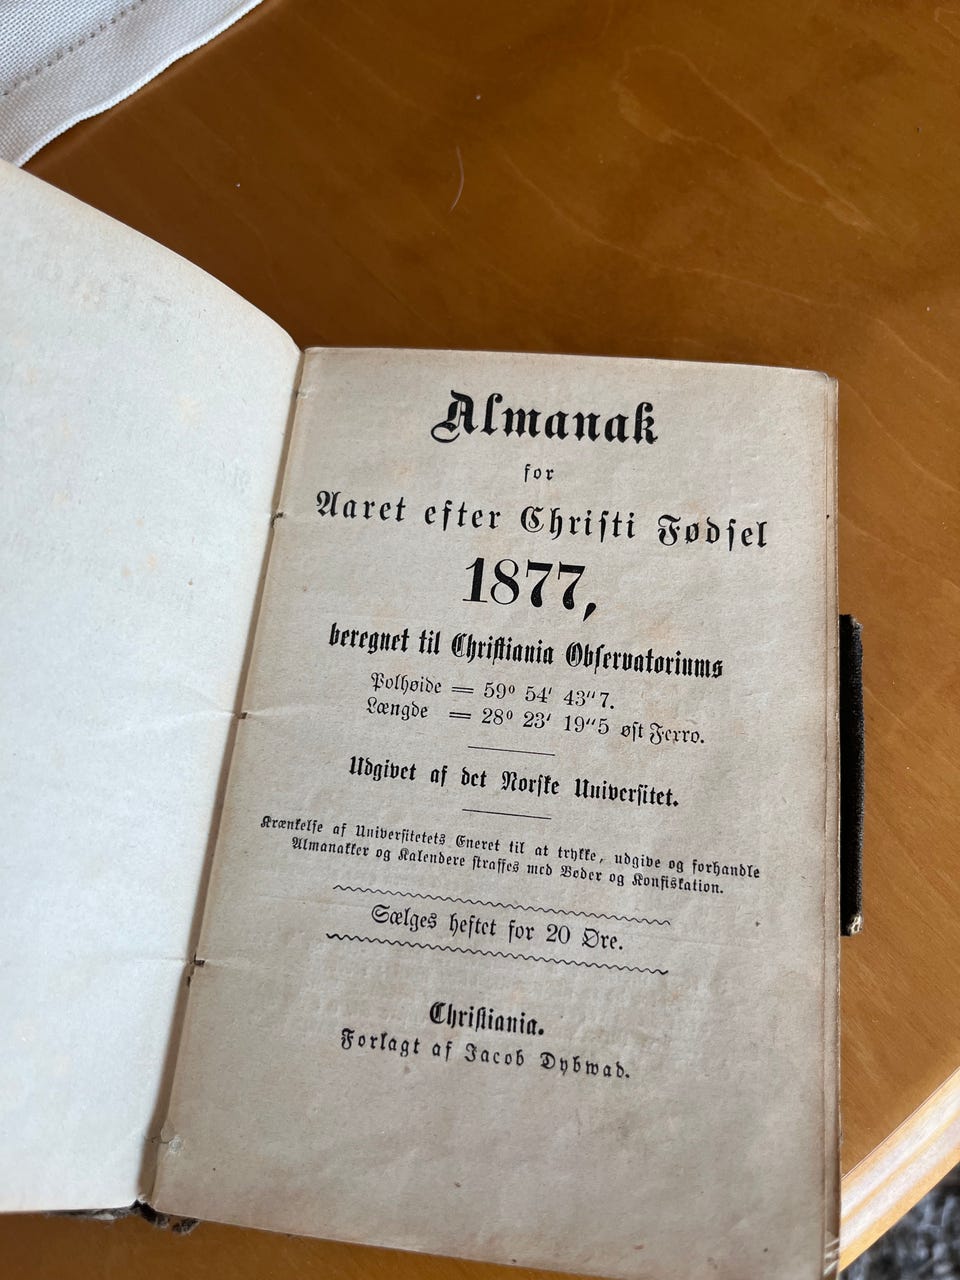 Almanak
for
Aaret efter Christi Fødsel
1877,
beregnet til Christiania Observatoriums
Polhøide = 59° 54′ 43″7.
Længde = 28° 23′ 19″5 øst Ferro.
Udgivet af det Norske Universitet.
Krænkelse af Universitetets Eneret til at trykke, udgive og forhandle
Almanakker og Kalendere straffes med Bøder og Konfiskation.
Sælges heftet for 20 Øre.
Christiania.
Forlagt af Jacob Dybwad.